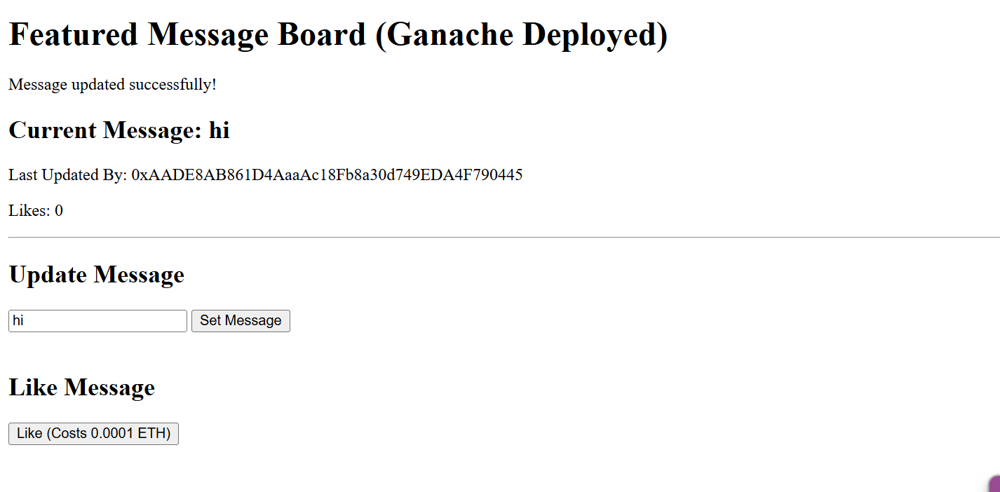 Featured Message Board (Ganache Deployed)
Message updated successfully!
Current Message: hi
Last Updated By: 0xAADE8AB861D4AaaAc18Fb8a30d749EDA4F790445
Likes: 0
Update Message
hi Set Message
Like Message
Like (Costs 0.0001 ETH)